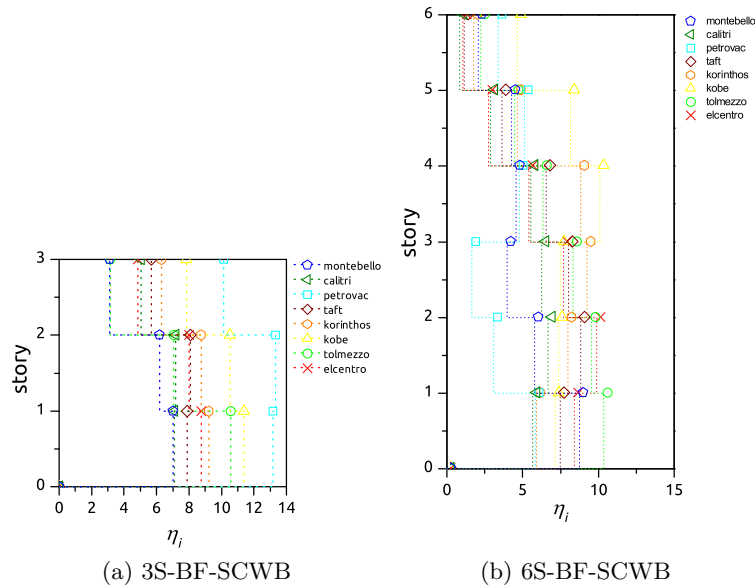 6
5
4
3
2
1
0
story
0
5
10
15
η_i
montebello
calitri
petrovac
taft
korinthos
kobe
tolmezzo
elcentro
3
2
1
0
story
0
2
4
6
8
10
12
14
η_i
montebello
calitri
petrovac
taft
korinthos
kobe
tolmezzo
elcentro
(a) 3S-BF-SCWB
(b) 6S-BF-SCWB